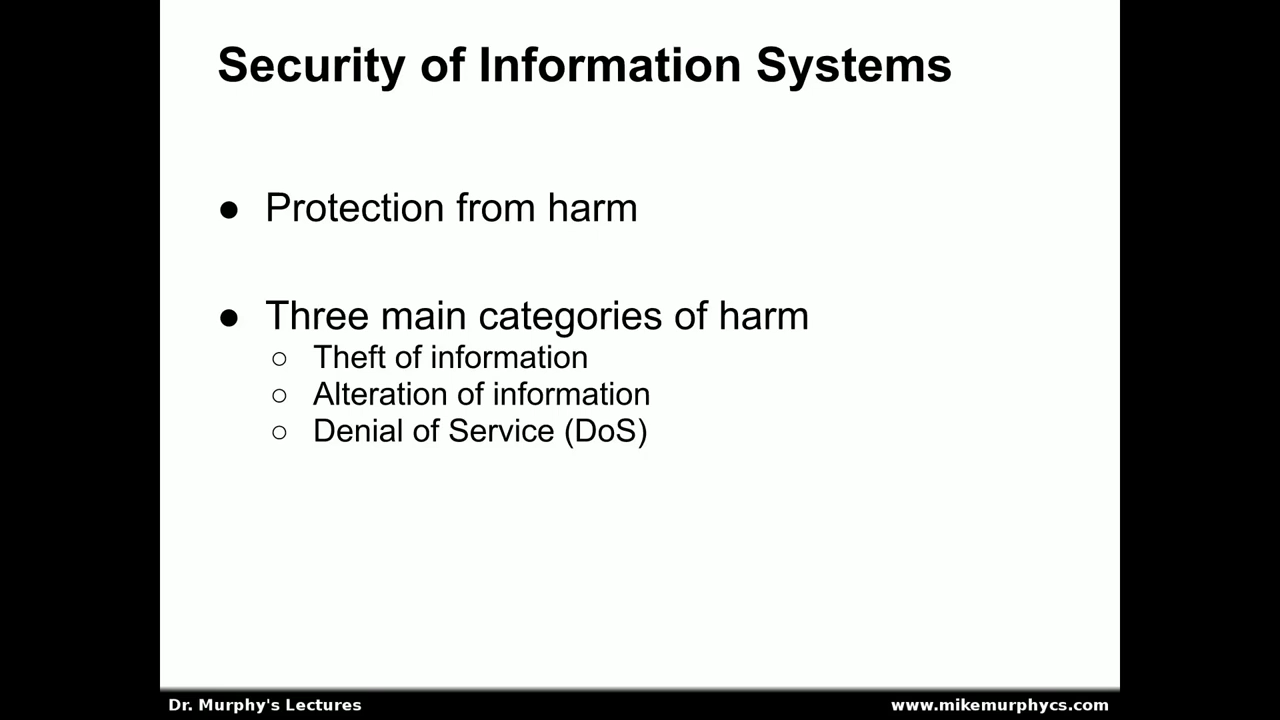 Security of Information Systems
● Protection from harm
● Three main categories of harm
○ Theft of information
○ Alteration of information
○ Denial of Service (DoS)
Dr. Murphy's Lectures
www.mikemurphycs.com